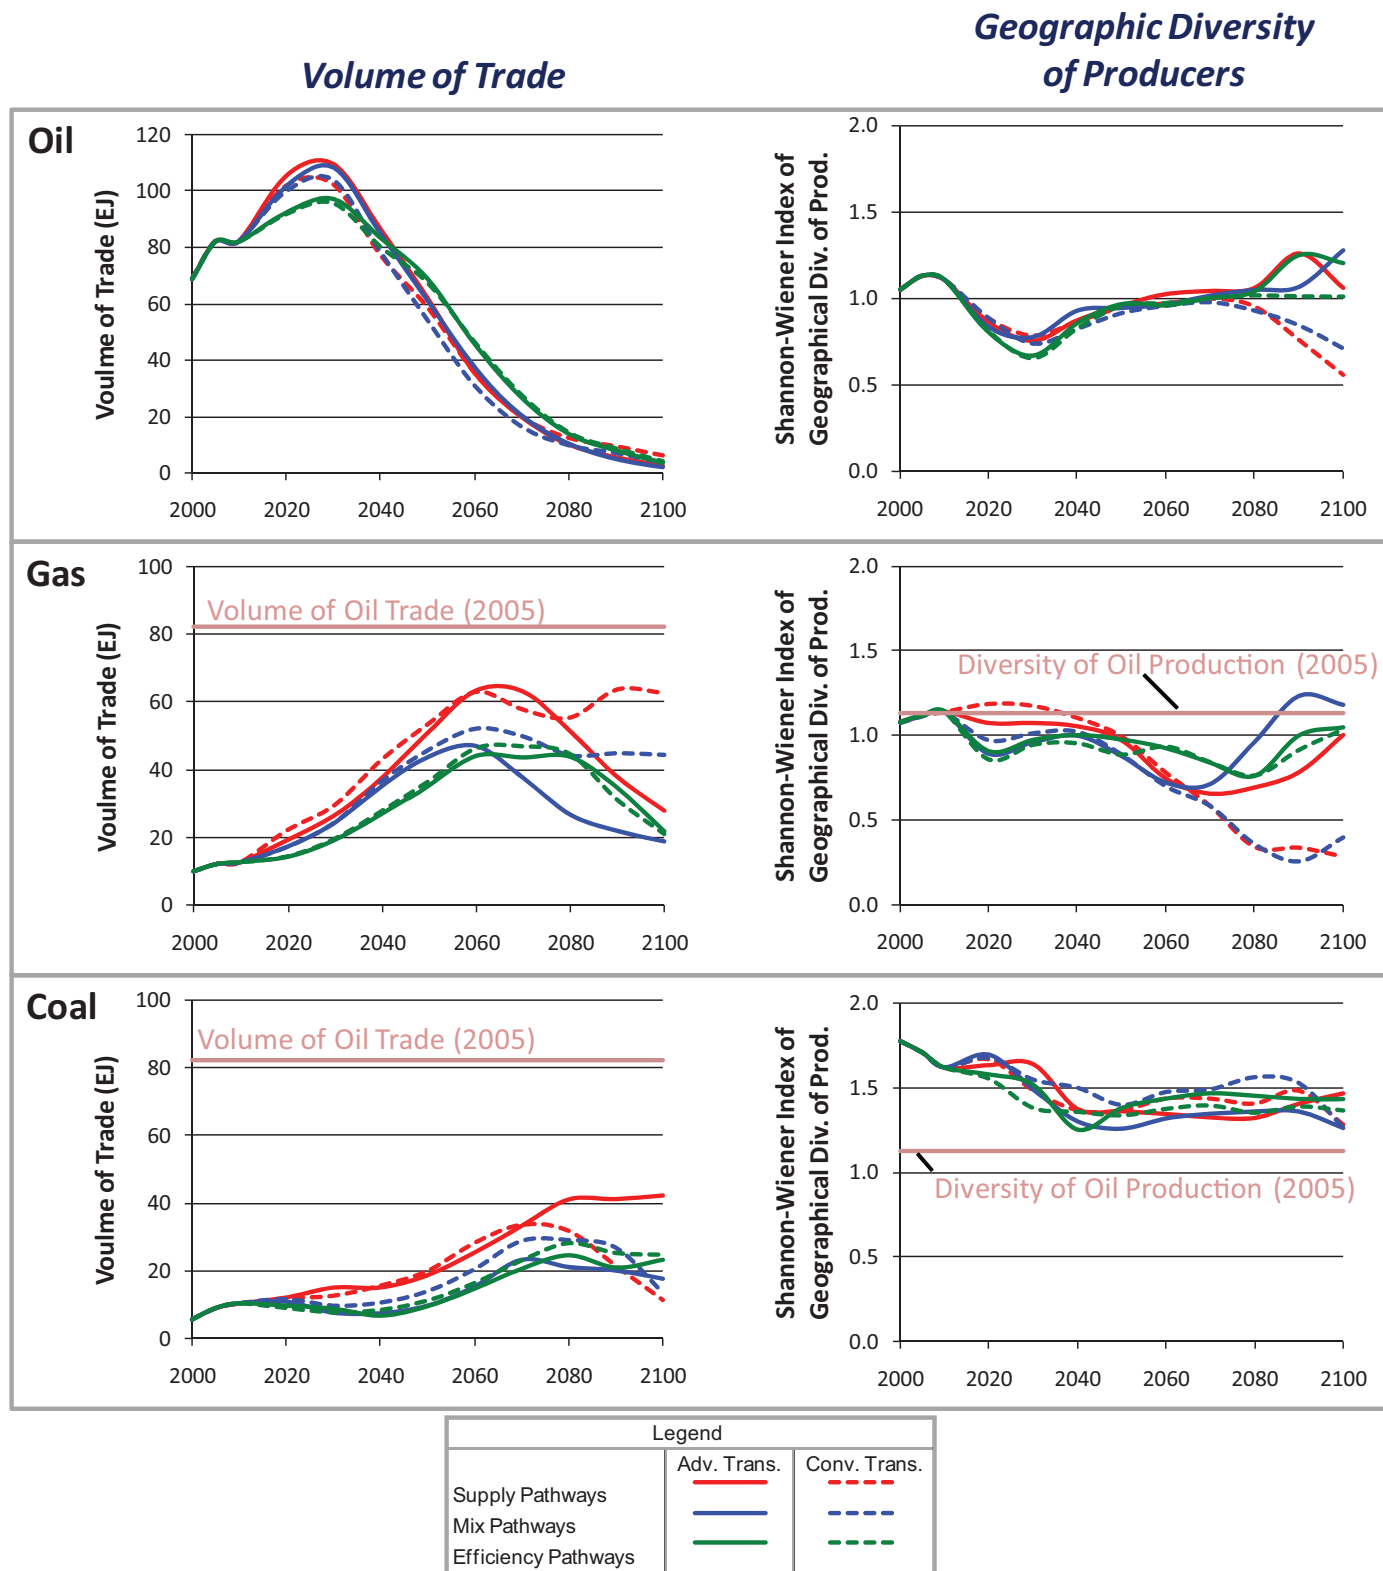 Volume of Trade
Geographic Diversity
of Producers
Oil
Voulme of Trade (EJ)
120
100
80
60
40
20
0
2000 2020 2040 2060 2080 2100
Shannon-Wiener Index of
Geographical Div. of Prod.
2.0
1.5
1.0
0.5
0.0
2000 2020 2040 2060 2080 2100
Gas
Voulme of Trade (EJ)
100
80
60
40
20
0
Volume of Oil Trade (2005)
2000 2020 2040 2060 2080 2100
Shannon-Wiener Index of
Geographical Div. of Prod.
2.0
1.5
1.0
0.5
0.0
Diversity of Oil Production (2005)
2000 2020 2040 2060 2080 2100
Coal
Voulme of Trade (EJ)
100
80
60
40
20
0
Volume of Oil Trade (2005)
2000 2020 2040 2060 2080 2100
Shannon-Wiener Index of
Geographical Div. of Prod.
2.0
1.5
1.0
0.5
0.0
Diversity of Oil Production (2005)
2000 2020 2040 2060 2080 2100
Legend
Adv. Trans. Conv. Trans.
Supply Pathways
Mix Pathways
Efficiency Pathways